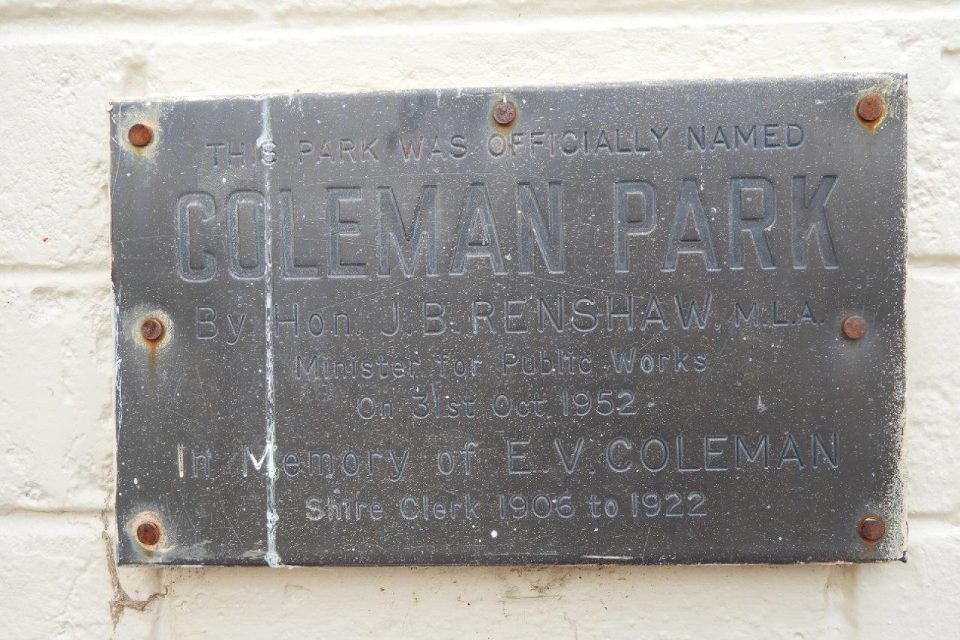 THIS PARK WAS OFFICIALLY NAMED
COLEMAN PARK
By Hon. J.B. RENSHAW, M.L.A.
Minister for Public Works
On 31st Oct 1952
In Memory of E.V. COLEMAN
Shire Clerk 1906 to 1922